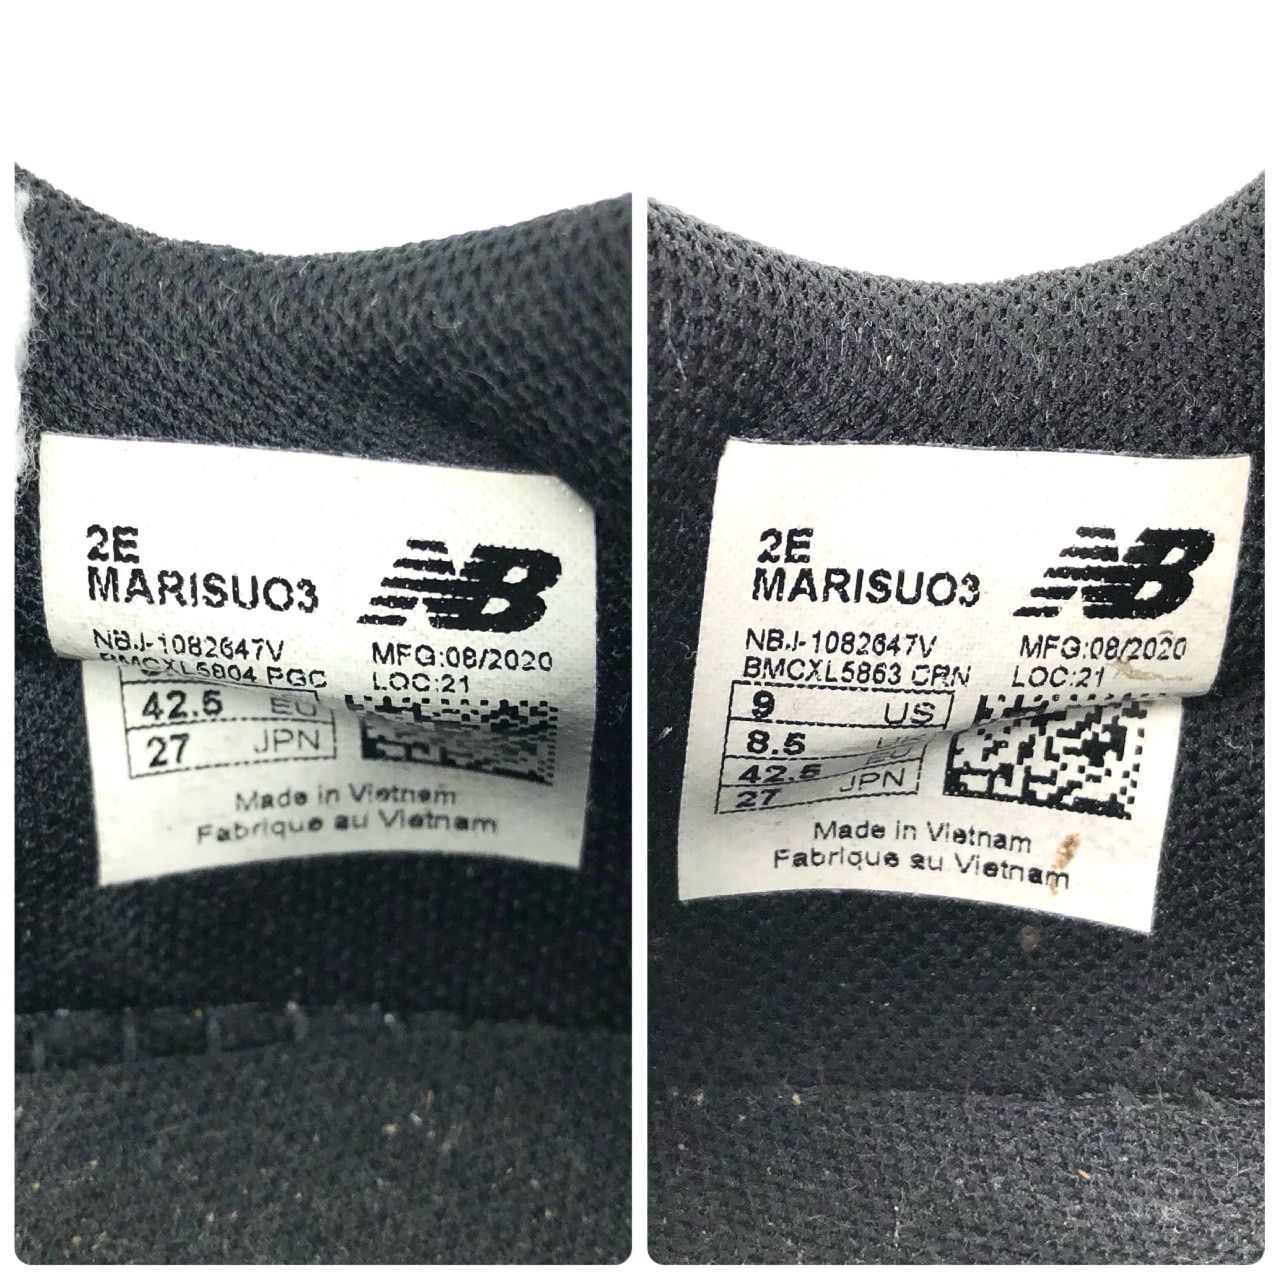 2E
MARISUO3
NB
NBJ-1082647V
MFG:08/2020
BMCXL5804 PGC
LOC:21
42.5 EU
27 JPN
Made in Vietnam
Fabrique au Vietnam
2E
MARISUO3
NB
NBJ-1082647V
MFG:08/2020
BMCXL5863 CRN
LOC:21
9 US
8.5
42.5 EU
27 JPN
Made in Vietnam
Fabrique au Vietnam